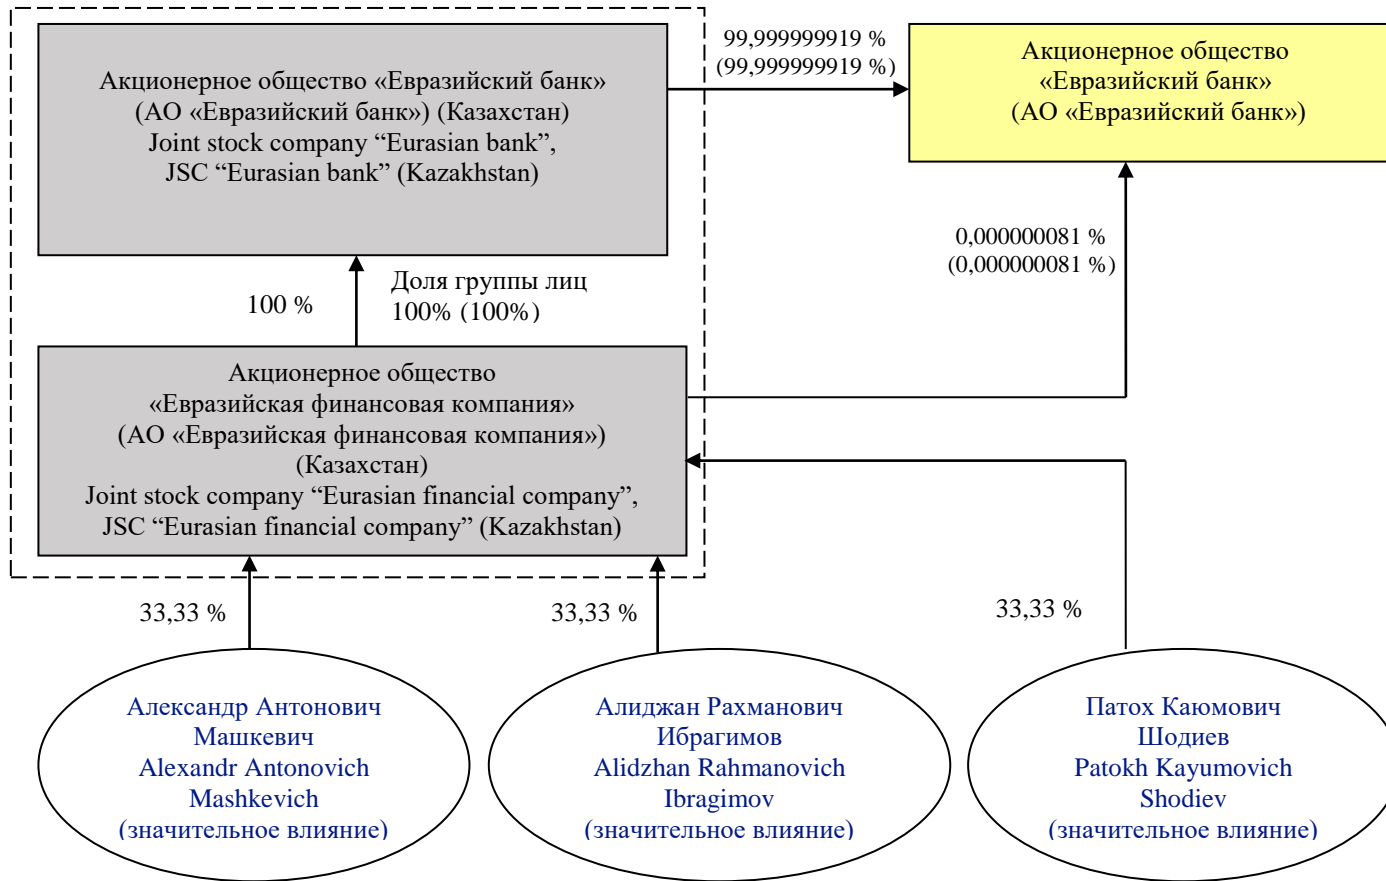 Акционерное общество «Евразийский банк»
(АО «Евразийский банк») (Казахстан)
Joint stock company “Eurasian bank”,
JSC “Eurasian bank” (Kazakhstan)
99,999999919 %
(99,999999919 %)
Акционерное общество
«Евразийский банк»
(АО «Евразийский банк»)
0,000000081 %
(0,000000081 %)
100 %
Доля группы лиц
100% (100%)
Акционерное общество
«Евразийская финансовая компания»
(АО «Евразийская финансовая компания»)
(Казахстан)
Joint stock company “Eurasian financial company”,
JSC “Eurasian financial company” (Kazakhstan)
33,33 %
33,33 %
33,33 %
Александр Антонович
Машкевич
Alexandr Antonovich
Mashkevich
(значительное влияние)
Алиджан Рахманович
Ибрагимов
Alidzhan Rahmanovich
Ibragimov
(значительное влияние)
Патох Каюмович
Шодиев
Patokh Kayumovich
Shodiev
(значительное влияние)